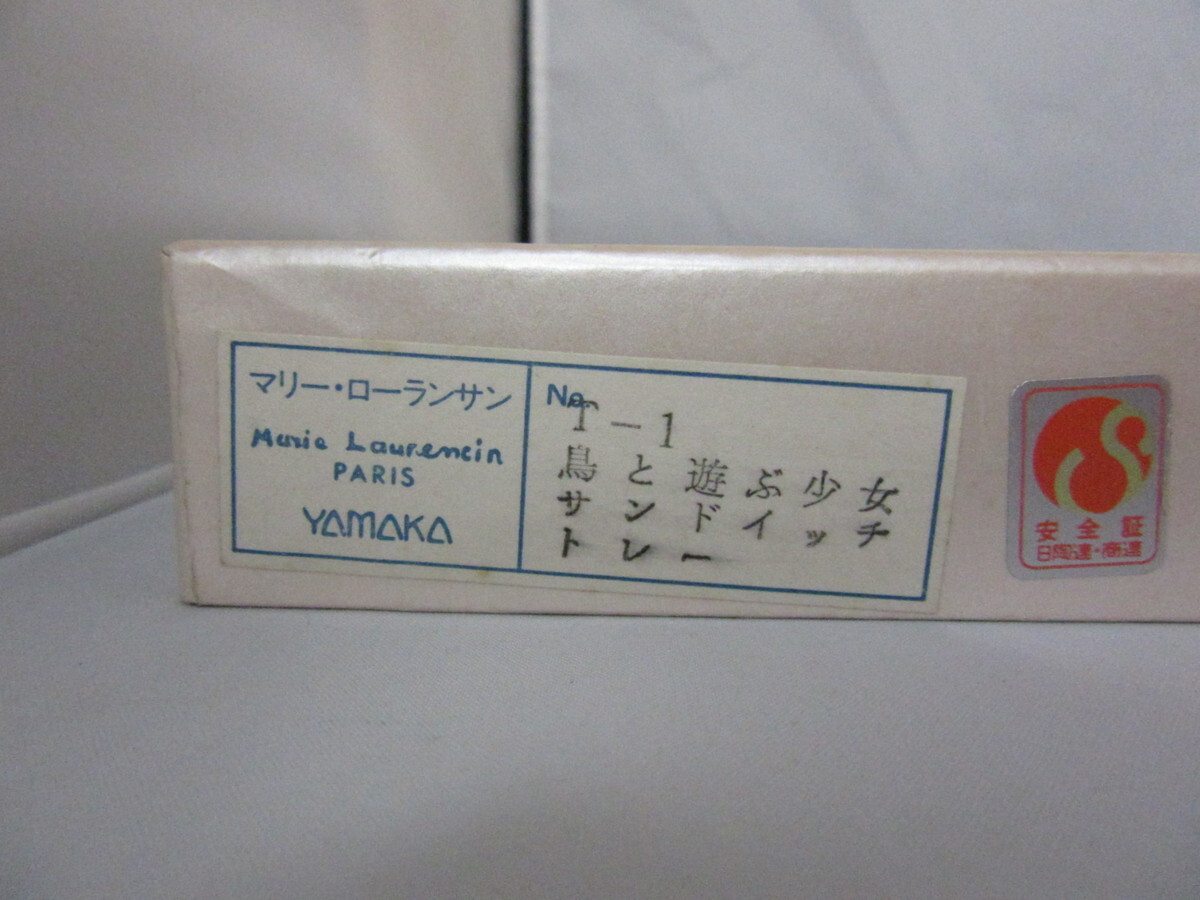 マリー・ローランサン
Marie Laurencin
PARIS
YAMAKA
No.
T－1
鳥と遊ぶ少女
サンドイッチ
トレー
安全証
日陶連・商連